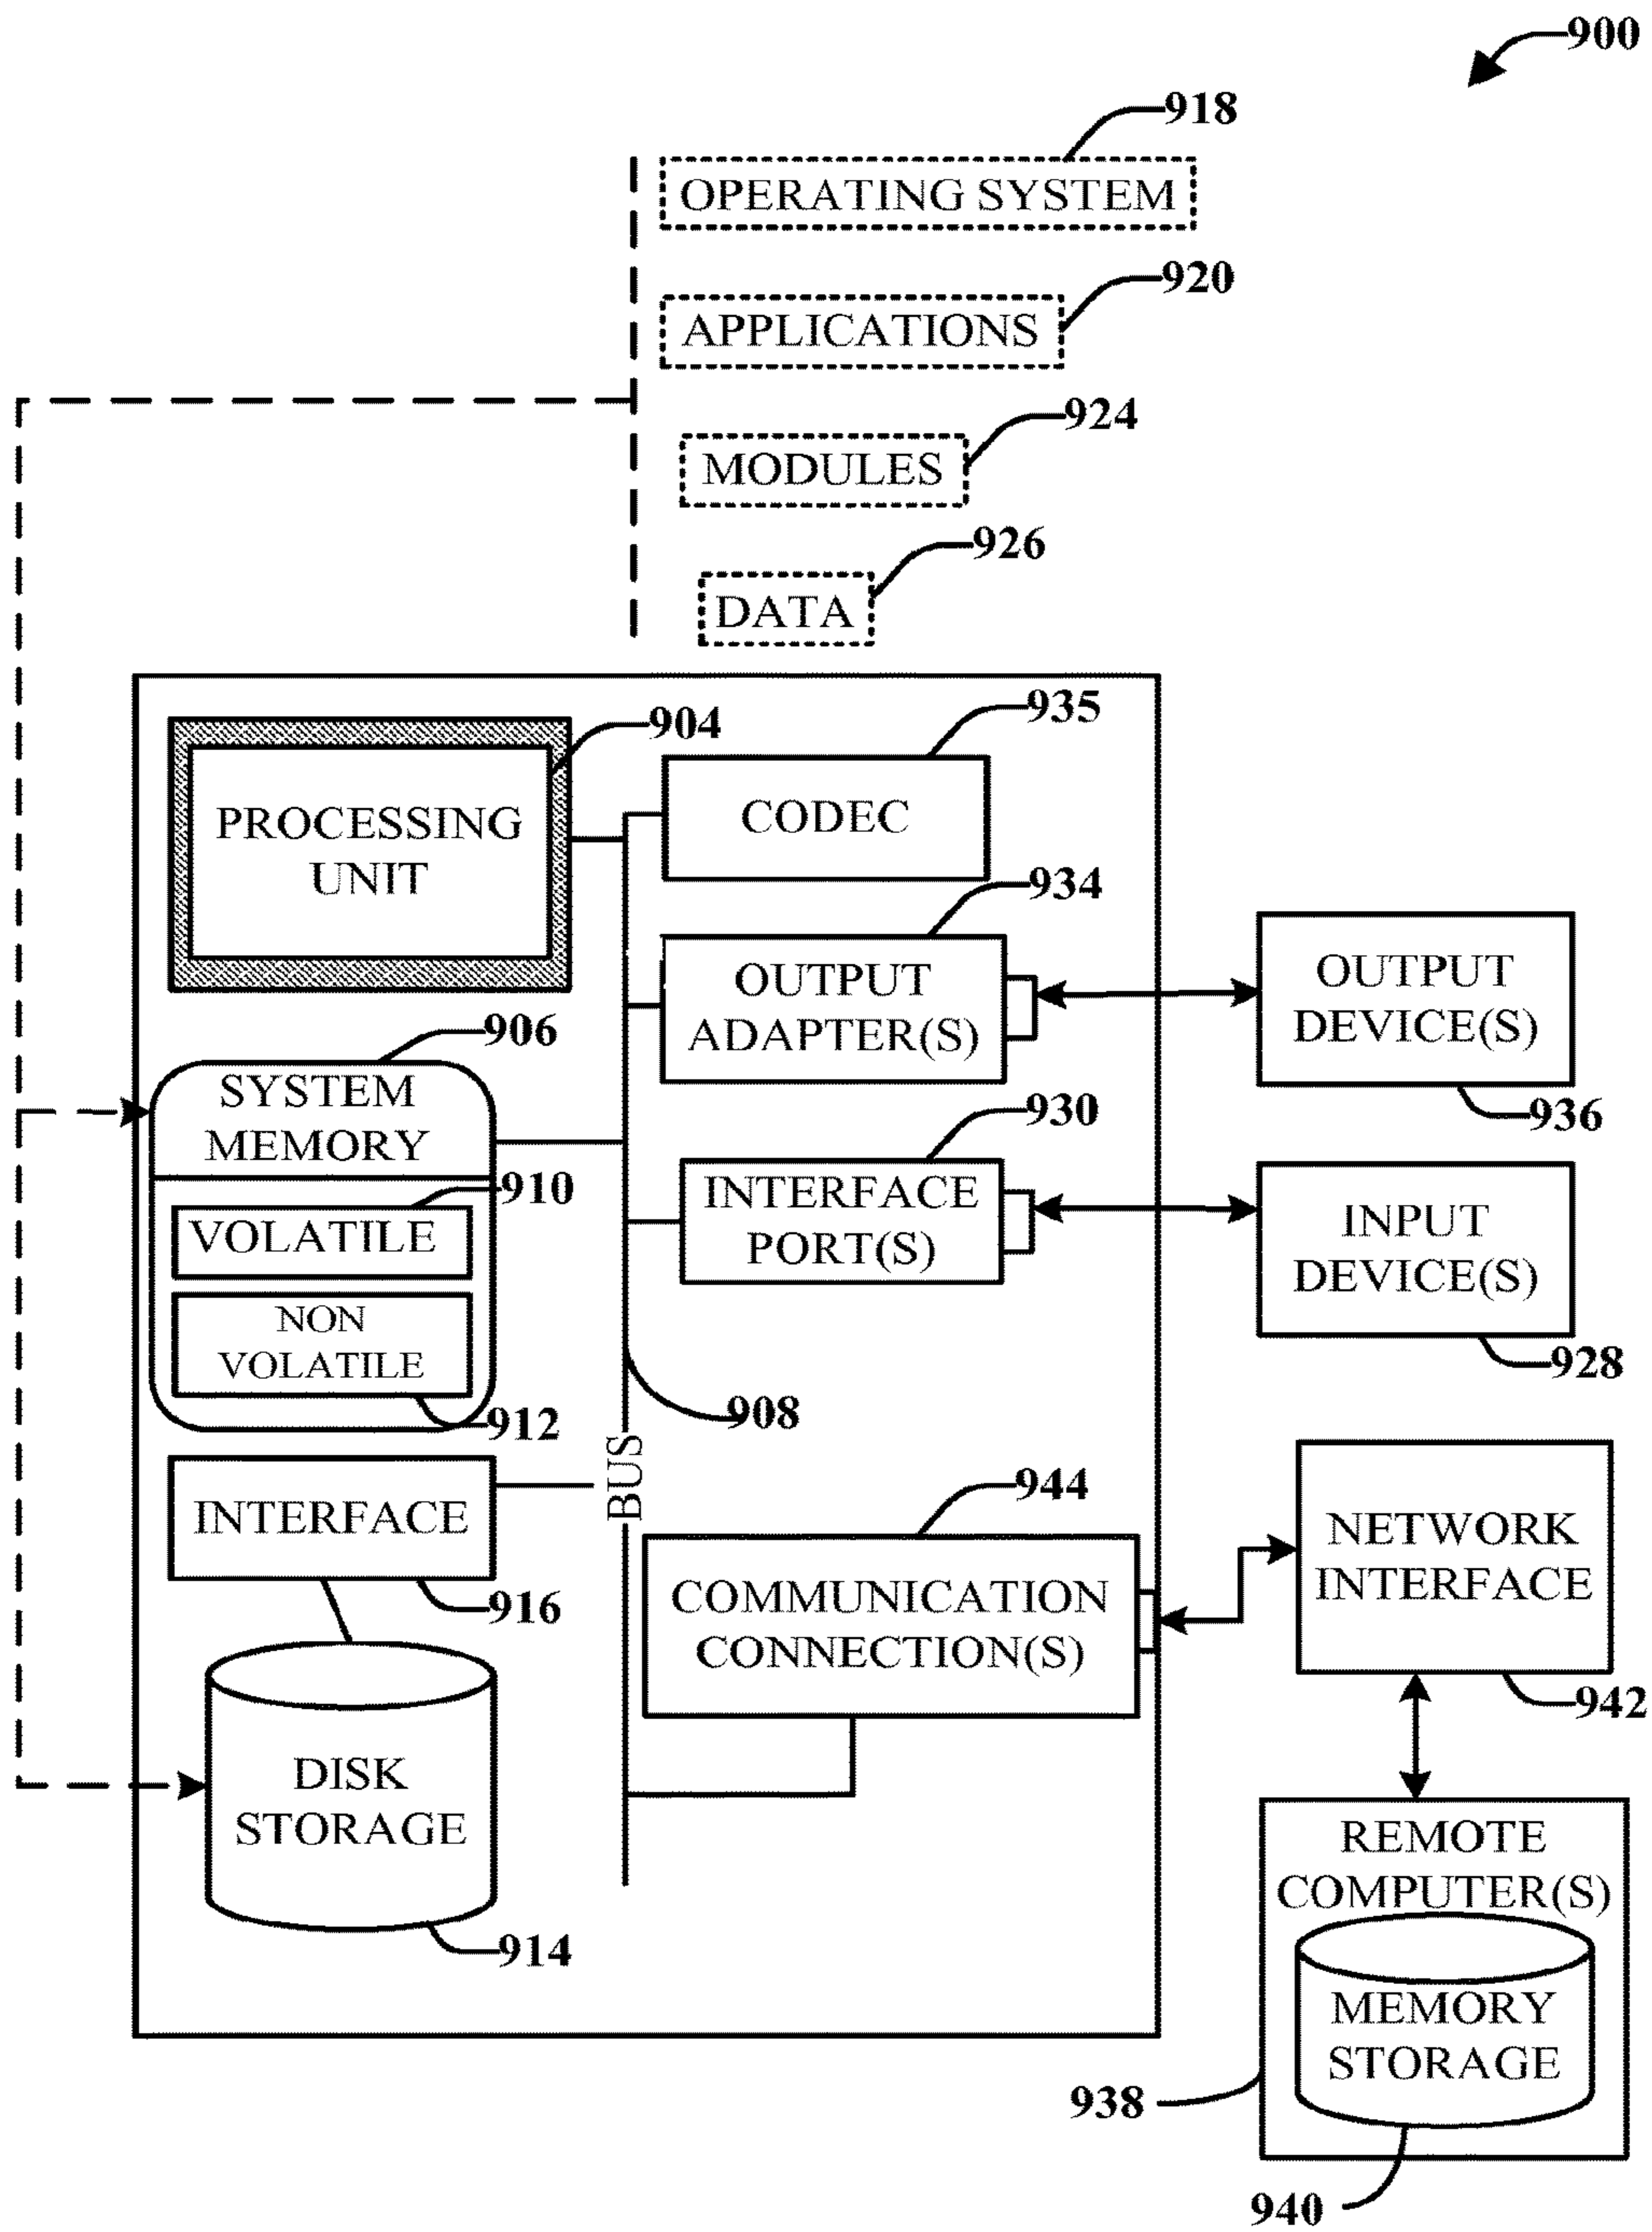 900
918
OPERATING SYSTEM
920
APPLICATIONS
924
MODULES
926
DATA
904
PROCESSING
UNIT
935
CODEC
934
OUTPUT
ADAPTER(S)
OUTPUT
DEVICE(S)
936
906
SYSTEM
MEMORY
910
VOLATILE
NON
VOLATILE
912
930
INTERFACE
PORT(S)
INPUT
DEVICE(S)
928
908
BUS
INTERFACE
916
944
COMMUNICATION
CONNECTION(S)
NETWORK
INTERFACE
942
DISK
STORAGE
914
REMOTE
COMPUTER(S)
MEMORY
STORAGE
938
940